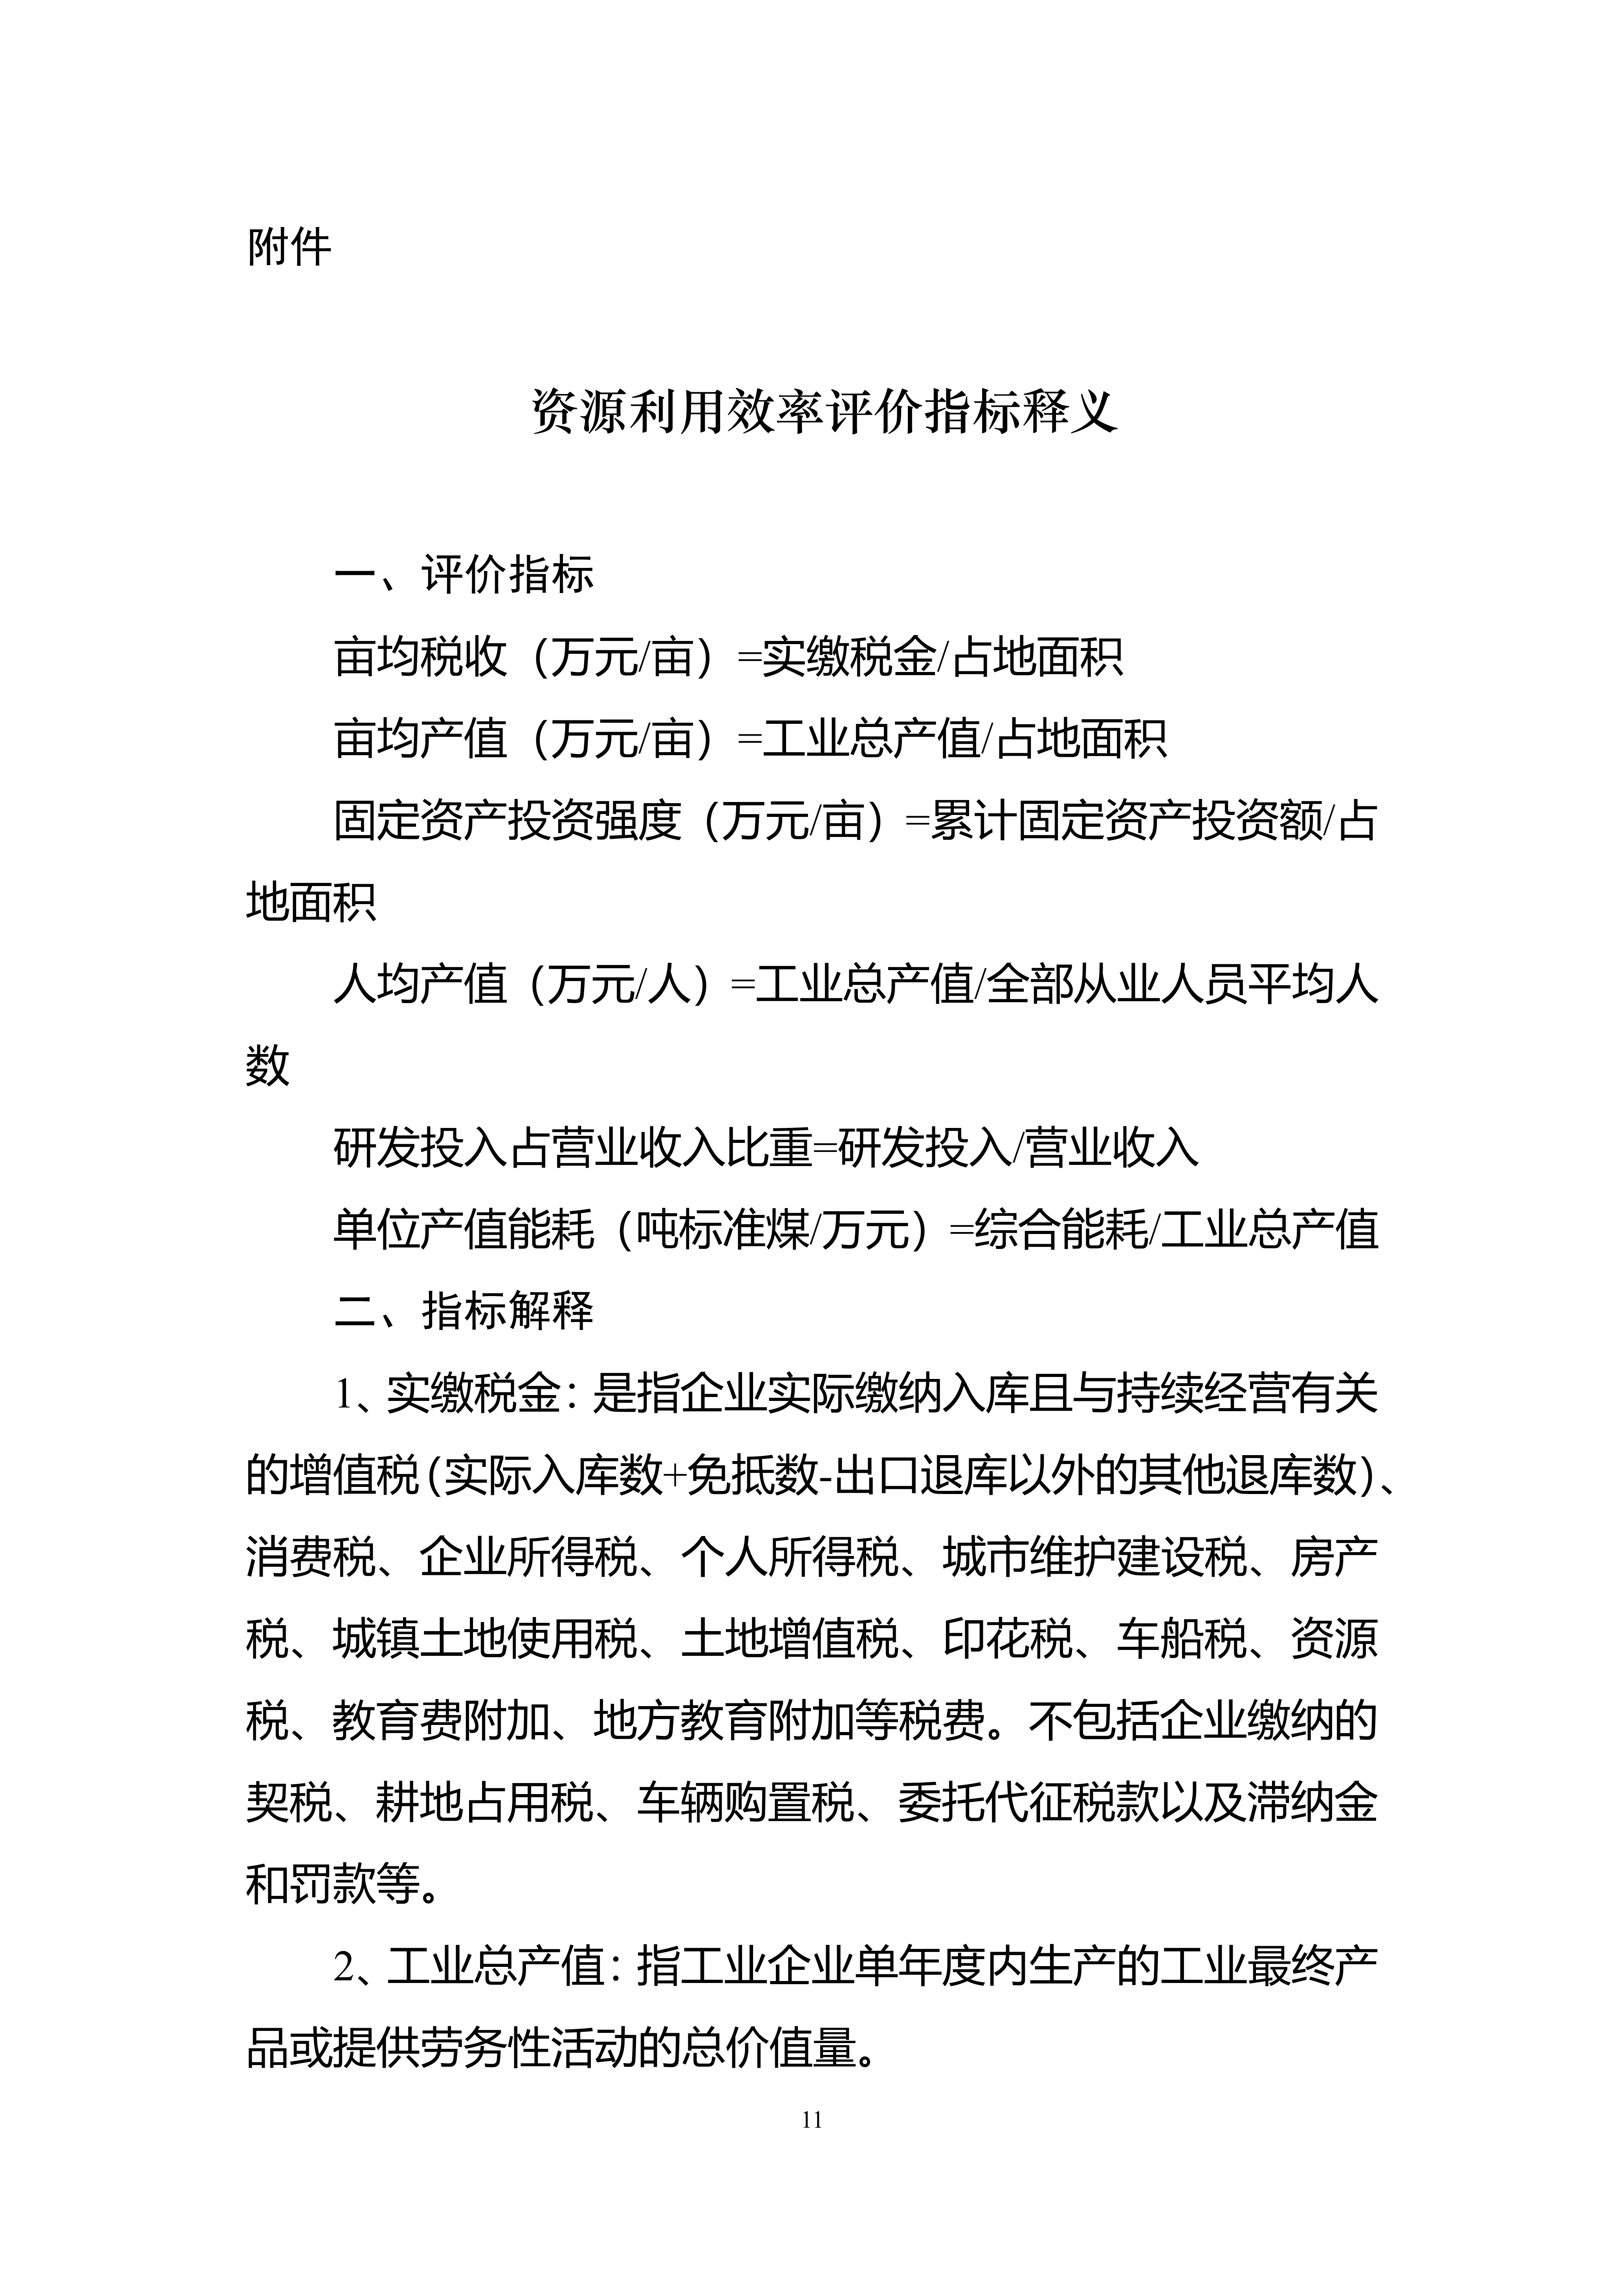 附件
资源利用效率评价指标释义
一、评价指标
亩均税收（万元/亩）=实缴税金/占地面积
亩均产值（万元/亩）=工业总产值/占地面积
固定资产投资强度（万元/亩）=累计固定资产投资额/占
地面积
人均产值（万元/人）=工业总产值/全部从业人员平均人
数
研发投入占营业收入比重=研发投入/营业收入
单位产值能耗（吨标准煤/万元）=综合能耗/工业总产值
二、指标解释
1、实缴税金：是指企业实际缴纳入库且与持续经营有关
的增值税（实际入库数+免抵数-出口退库以外的其他退库数）、
消费税、企业所得税、个人所得税、城市维护建设税、房产
税、城镇土地使用税、土地增值税、印花税、车船税、资源
税、教育费附加、地方教育附加等税费。不包括企业缴纳的
契税、耕地占用税、车辆购置税、委托代征税款以及滞纳金
和罚款等。
2、工业总产值：指工业企业单年度内生产的工业最终产
品或提供劳务性活动的总价值量。
11